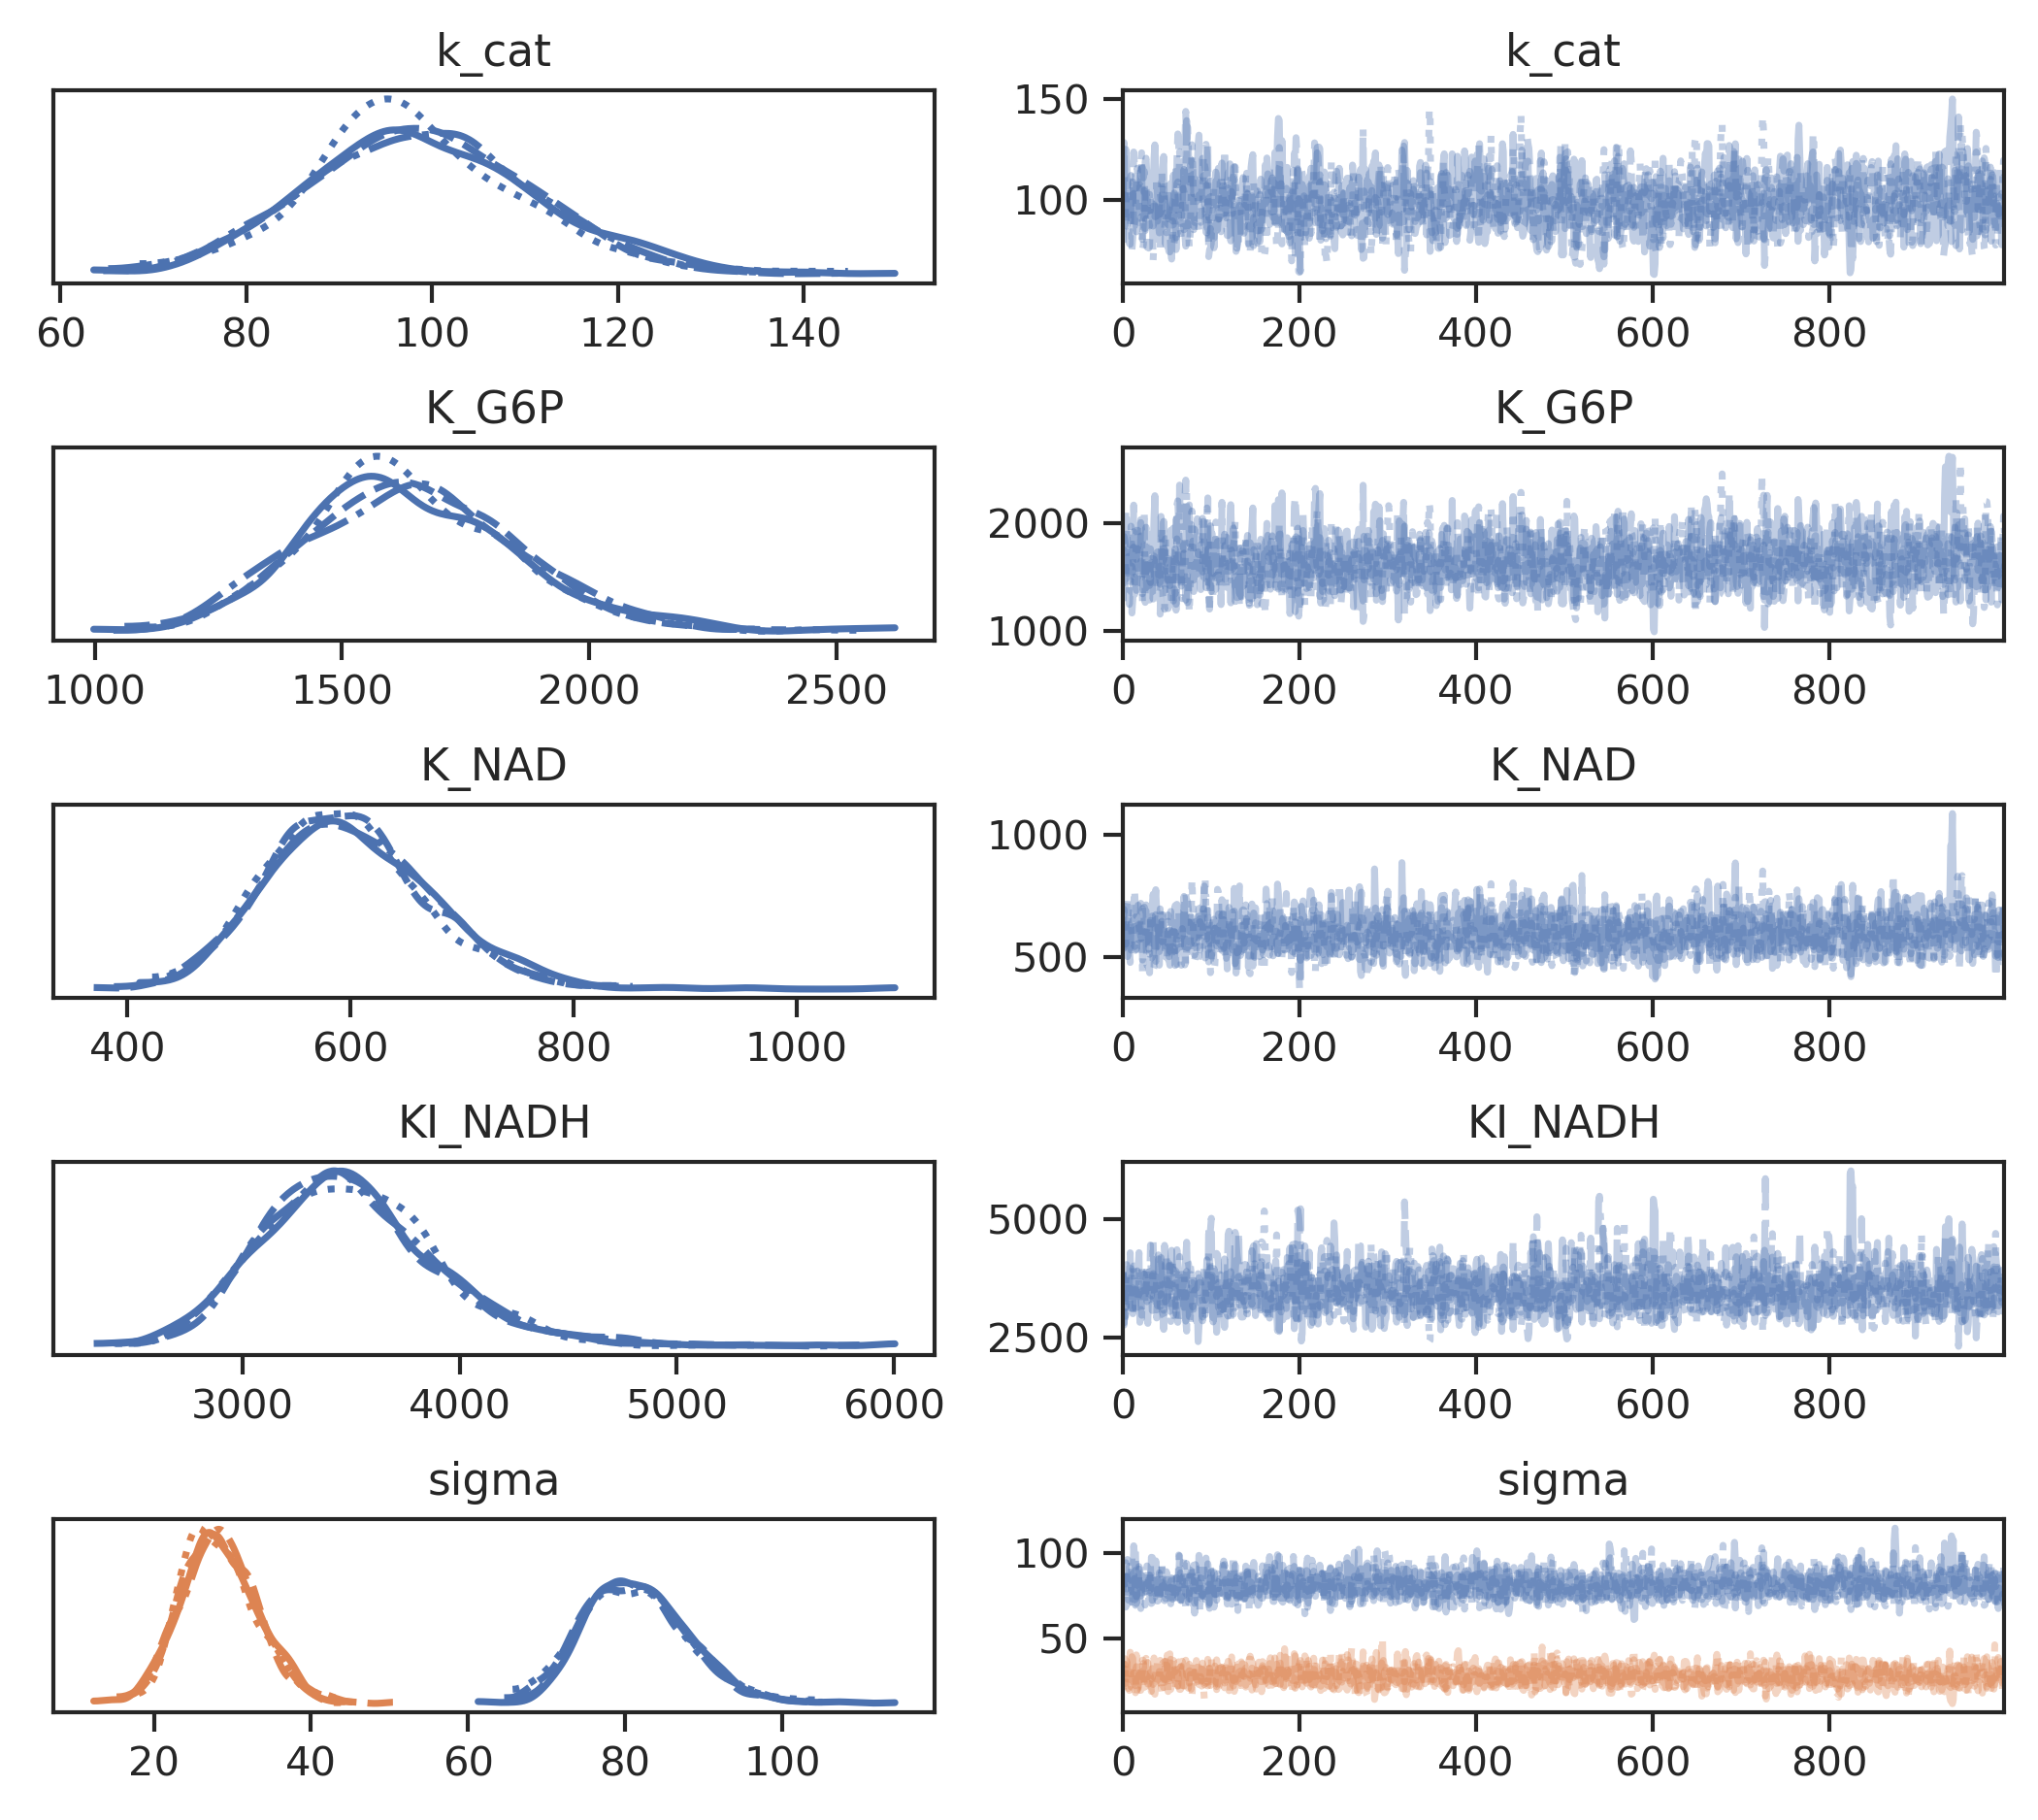 k_cat k_cat
150
100
60 80 100 120 140 0 200 400 600 800
K_G6P K_G6P
2000
1000
1000 1500 2000 2500 0 200 400 600 800
K_NAD K_NAD
1000
500
400 600 800 1000 0 200 400 600 800
KI_NADH KI_NADH
5000
2500
3000 4000 5000 6000 0 200 400 600 800
sigma sigma
100
50
20 40 60 80 100 0 200 400 600 800